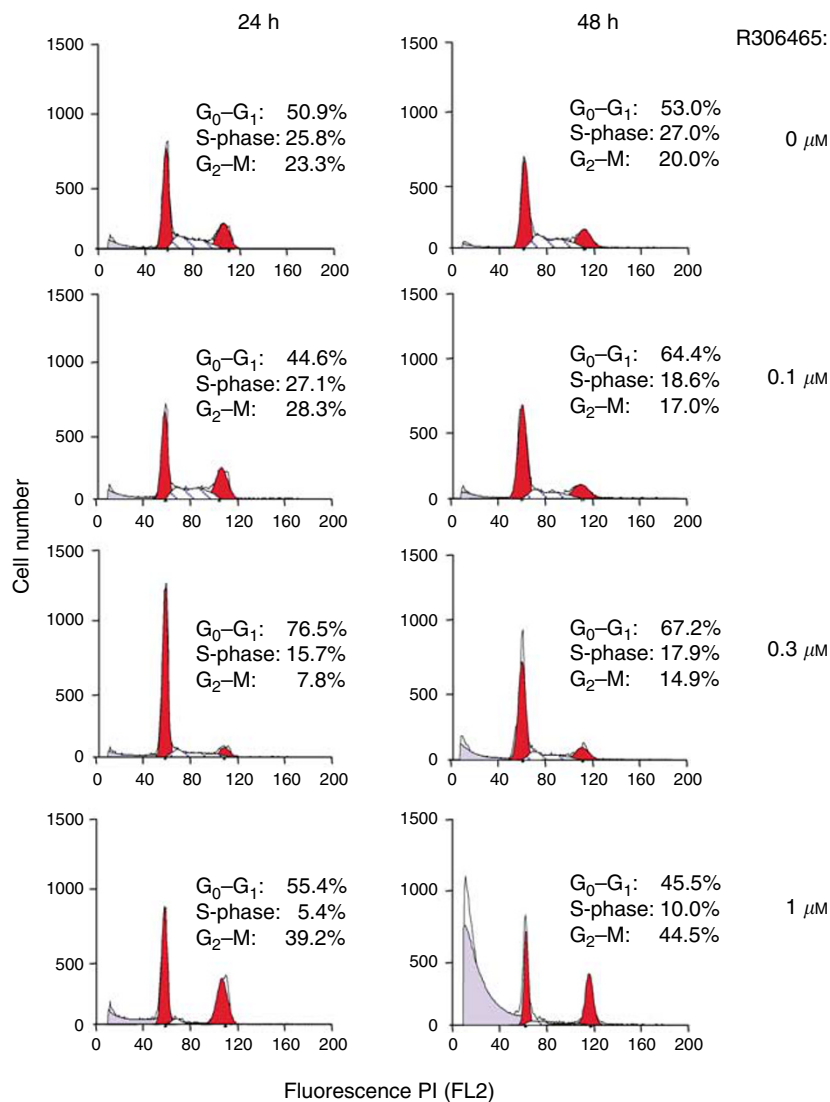 24 h 48 h R306465:
1500
1000
500
0
0 40 80 120 160 200
G0–G1: 50.9%
S-phase: 25.8%
G2–M: 23.3%
1500
1000
500
0
0 40 80 120 160 200
G0–G1: 53.0%
S-phase: 27.0%
G2–M: 20.0%
0 μM
1500
1000
500
0
0 40 80 120 160 200
G0–G1: 44.6%
S-phase: 27.1%
G2–M: 28.3%
1500
1000
500
0
0 40 80 120 160 200
G0–G1: 64.4%
S-phase: 18.6%
G2–M: 17.0%
0.1 μM
Cell number
1500
1000
500
0
0 40 80 120 160 200
G0–G1: 76.5%
S-phase: 15.7%
G2–M: 7.8%
1500
1000
500
0
0 40 80 120 160 200
G0–G1: 67.2%
S-phase: 17.9%
G2–M: 14.9%
0.3 μM
1500
1000
500
0
0 40 80 120 160 200
G0–G1: 55.4%
S-phase: 5.4%
G2–M: 39.2%
1500
1000
500
0
0 40 80 120 160 200
G0–G1: 45.5%
S-phase: 10.0%
G2–M: 44.5%
1 μM
Fluorescence PI (FL2)